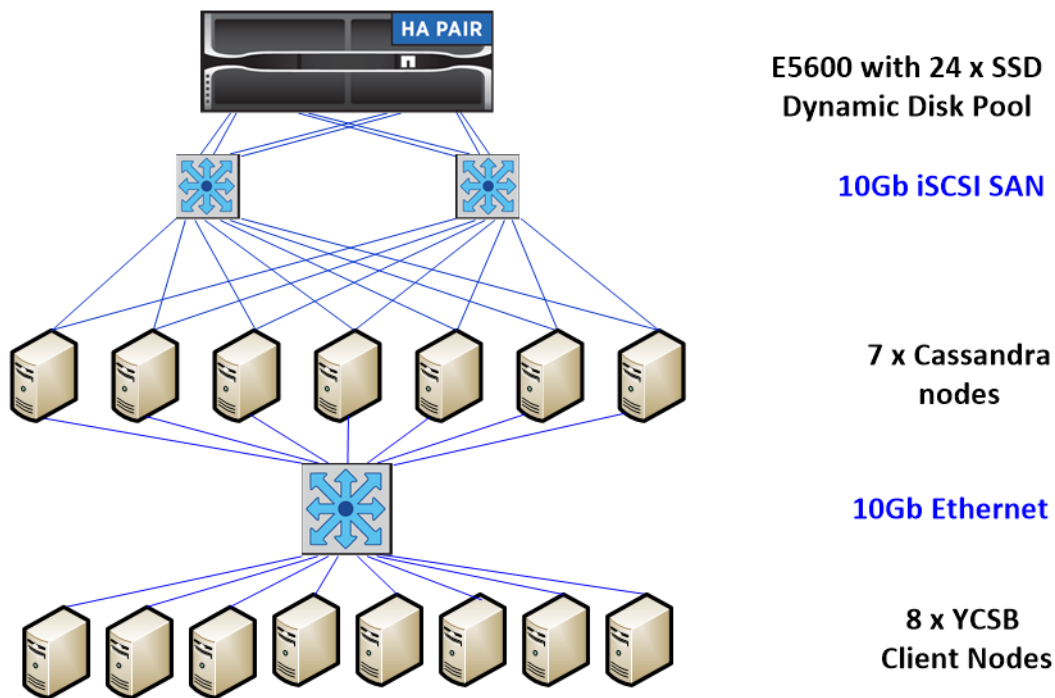 HA PAIR
E5600 with 24 x SSD
Dynamic Disk Pool
10Gb iSCSI SAN
7 x Cassandra
nodes
10Gb Ethernet
8 x YCSB
Client Nodes